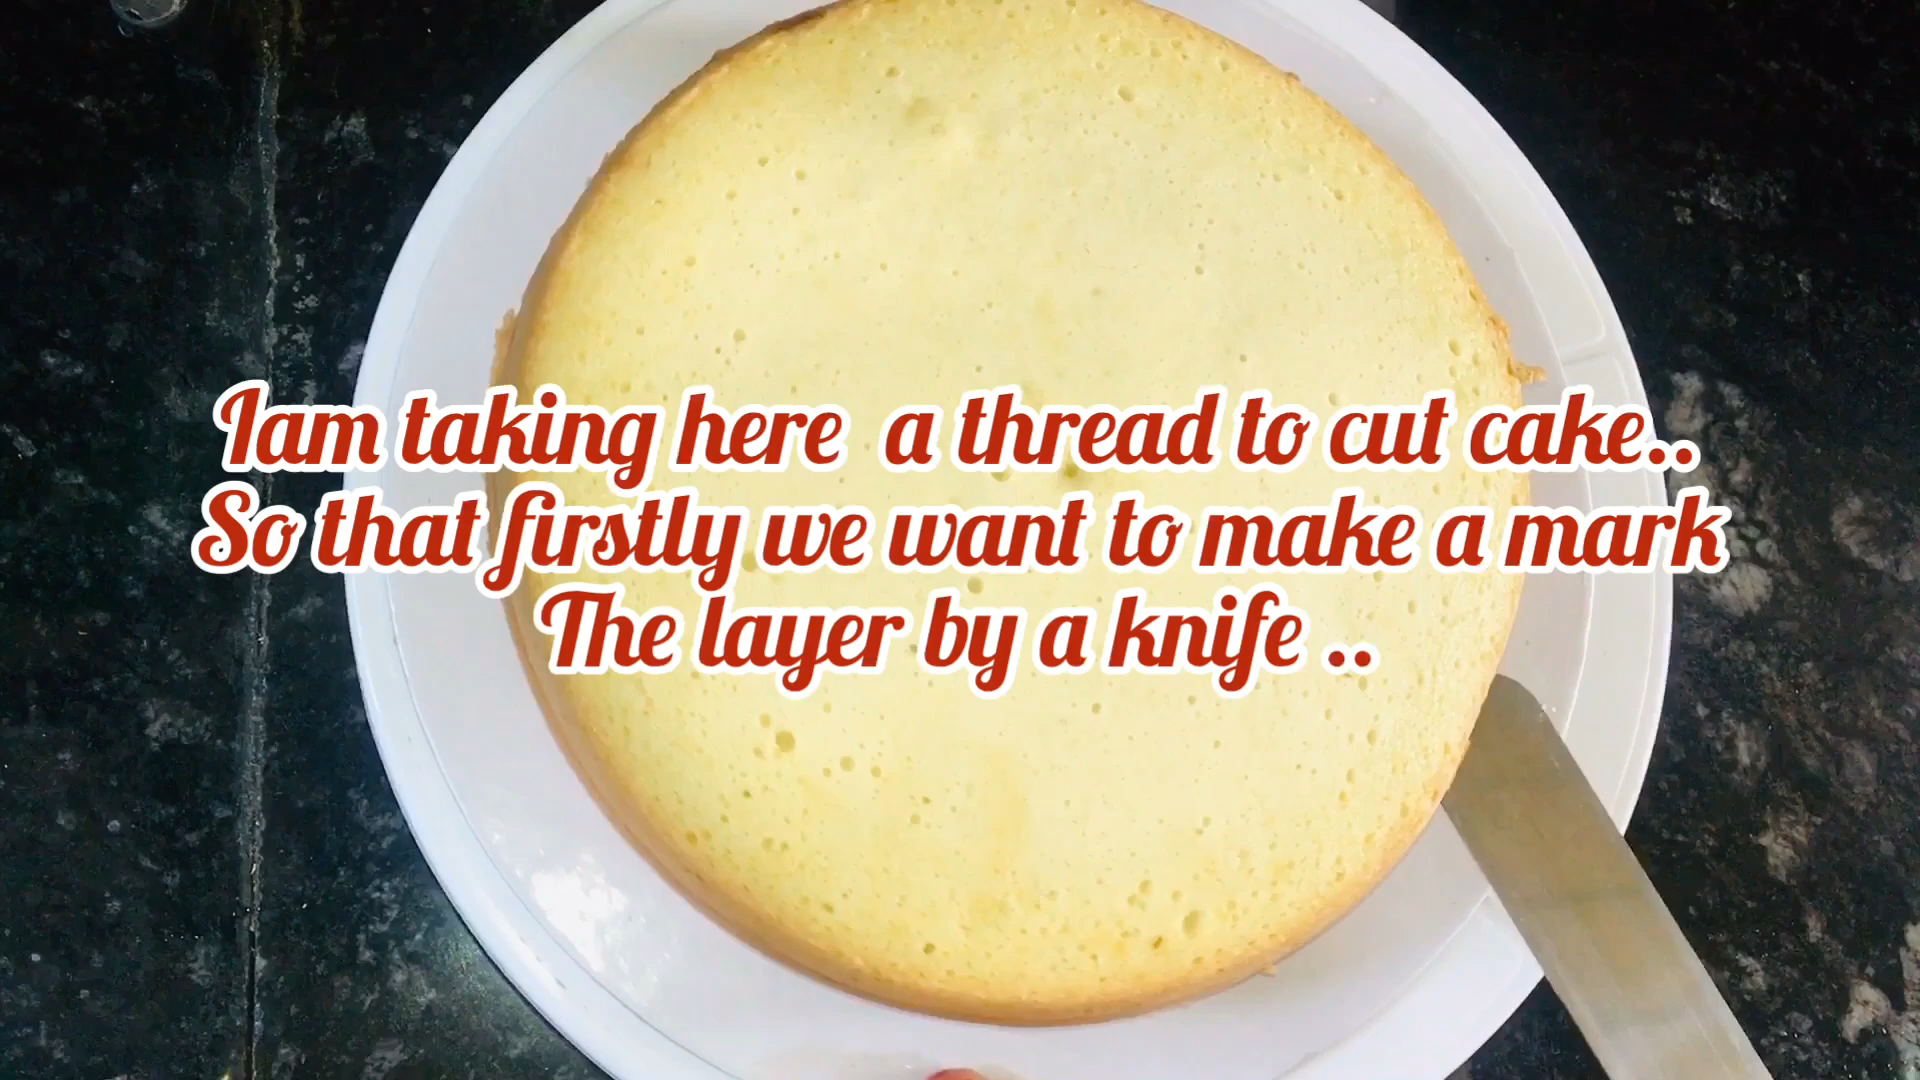 Iam taking here  a thread to cut cake..
So that firstly we want to make a mark
The layer by a knife ..